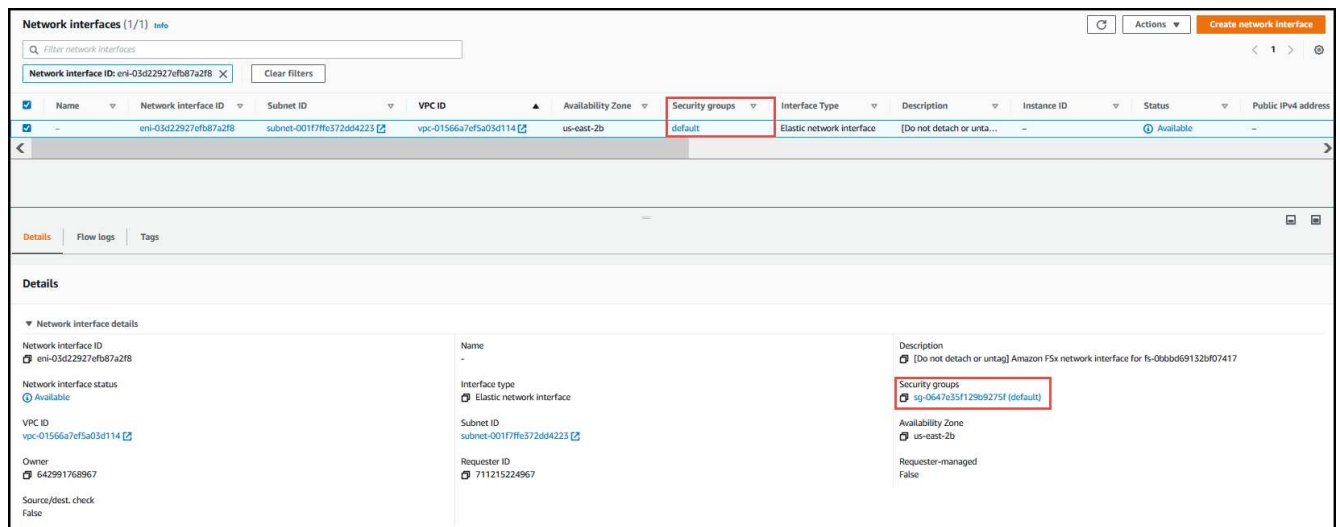 Network interfaces (1/1) Info
Actions
Create network interface
Filter network interfaces
1
Network interface ID: eni-03d22927efb87a2f8 X
Clear filters
Name Network interface ID Subnet ID VPC ID Availability Zone Security groups Interface Type Description Instance ID Status Public IPv4 address
- eni-03d22927efb87a2f8 subnet-001f7ffe372dd4223 vpc-01566a7ef5a03d114 us-east-2b default Elastic network interface [Do not detach or unta... - Available -
Details Flow logs Tags
Details
Network interface details
Network interface ID Name Description
eni-03d22927efb87a2f8 - [Do not detach or untag] Amazon FSx network interface for fs-0bbbd69132bf07417
Network interface status Interface type Security groups
Available Elastic network interface sg-0647e35f129b9275f (default)
VPC ID Subnet ID Availability Zone
vpc-01566a7ef5a03d114 subnet-001f7ffe372dd4223 us-east-2b
Owner Requester ID Requester-managed
642991768967 711215224967 False
Source/dest. check
False